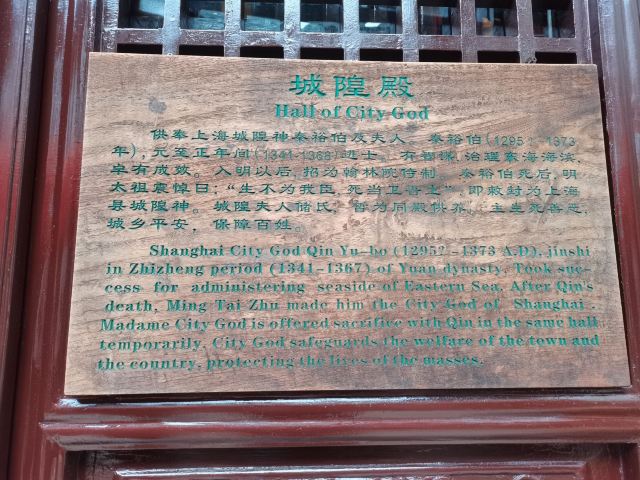 城隍殿
Hall of City God
供奉上海城隍神秦裕伯及夫人。秦裕伯(1295?-1373
年)，元至正年间(1341-1368)进士。有智谋，治理东海海滨，
卓有成效。入明以后，招为翰林院待制。秦裕伯死后，明
太祖震悼曰：“生不为我臣，死当卫吾土”，即敕封为上海
县城隍神。城隍夫人储氏，暂为同殿供养。主生死善恶，
城乡平安，保障百姓。
Shanghai City God Qin Yu-bo (1295?-1373 A.D), jinshi
in Zhizheng period (1341-1367) of Yuan dynasty. Took suc-
cess for administering seaside of Eastern Sea. After Qin's
death, Ming Tai Zhu made him the City God of Shanghai.
Madame City God is offered sacrifice with Qin in the same hall
temporarily. City God safeguards the welfare of the town and
the country, protecting the lives of the masses.